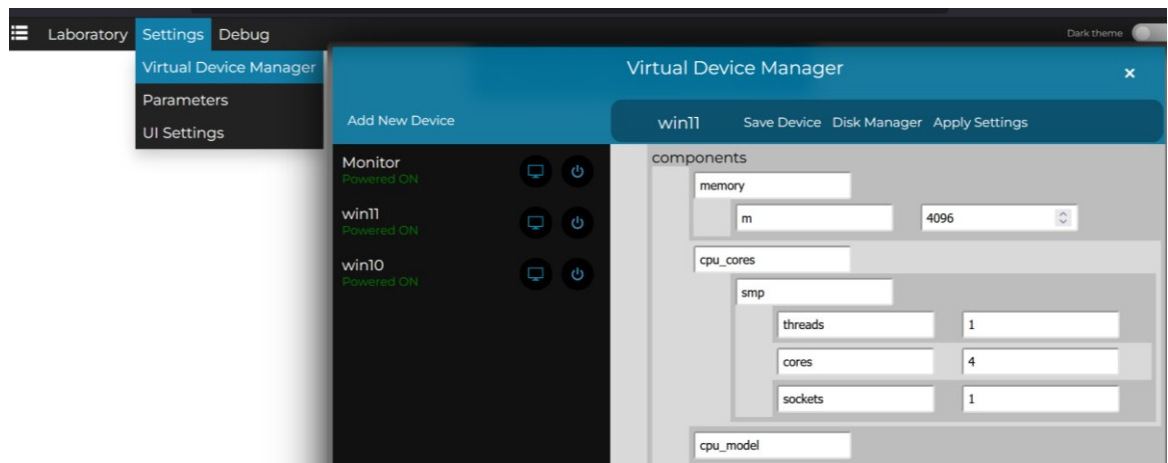 Laboratory Settings Debug Dark theme
Virtual Device Manager
Parameters
UI Settings
Virtual Device Manager ×
Add New Device
win11 Save Device Disk Manager Apply Settings
Monitor
Powered ON
win11
Powered ON
win10
Powered ON
components
memory
m 4096
cpu_cores
smp
threads 1
cores 4
sockets 1
cpu_model